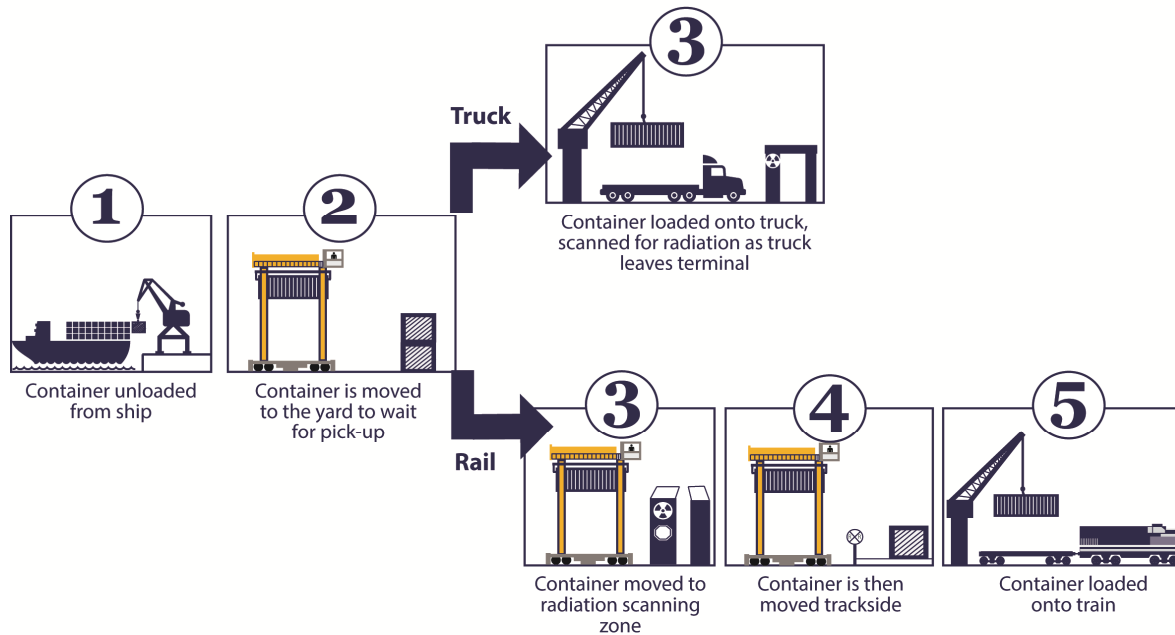 1
Container unloaded
from ship
2
Container is moved
to the yard to wait
for pick-up
Truck
3
Container loaded onto truck,
scanned for radiation as truck
leaves terminal
Rail
3
Container moved to
radiation scanning
zone
4
Container is then
moved trackside
5
Container loaded
onto train